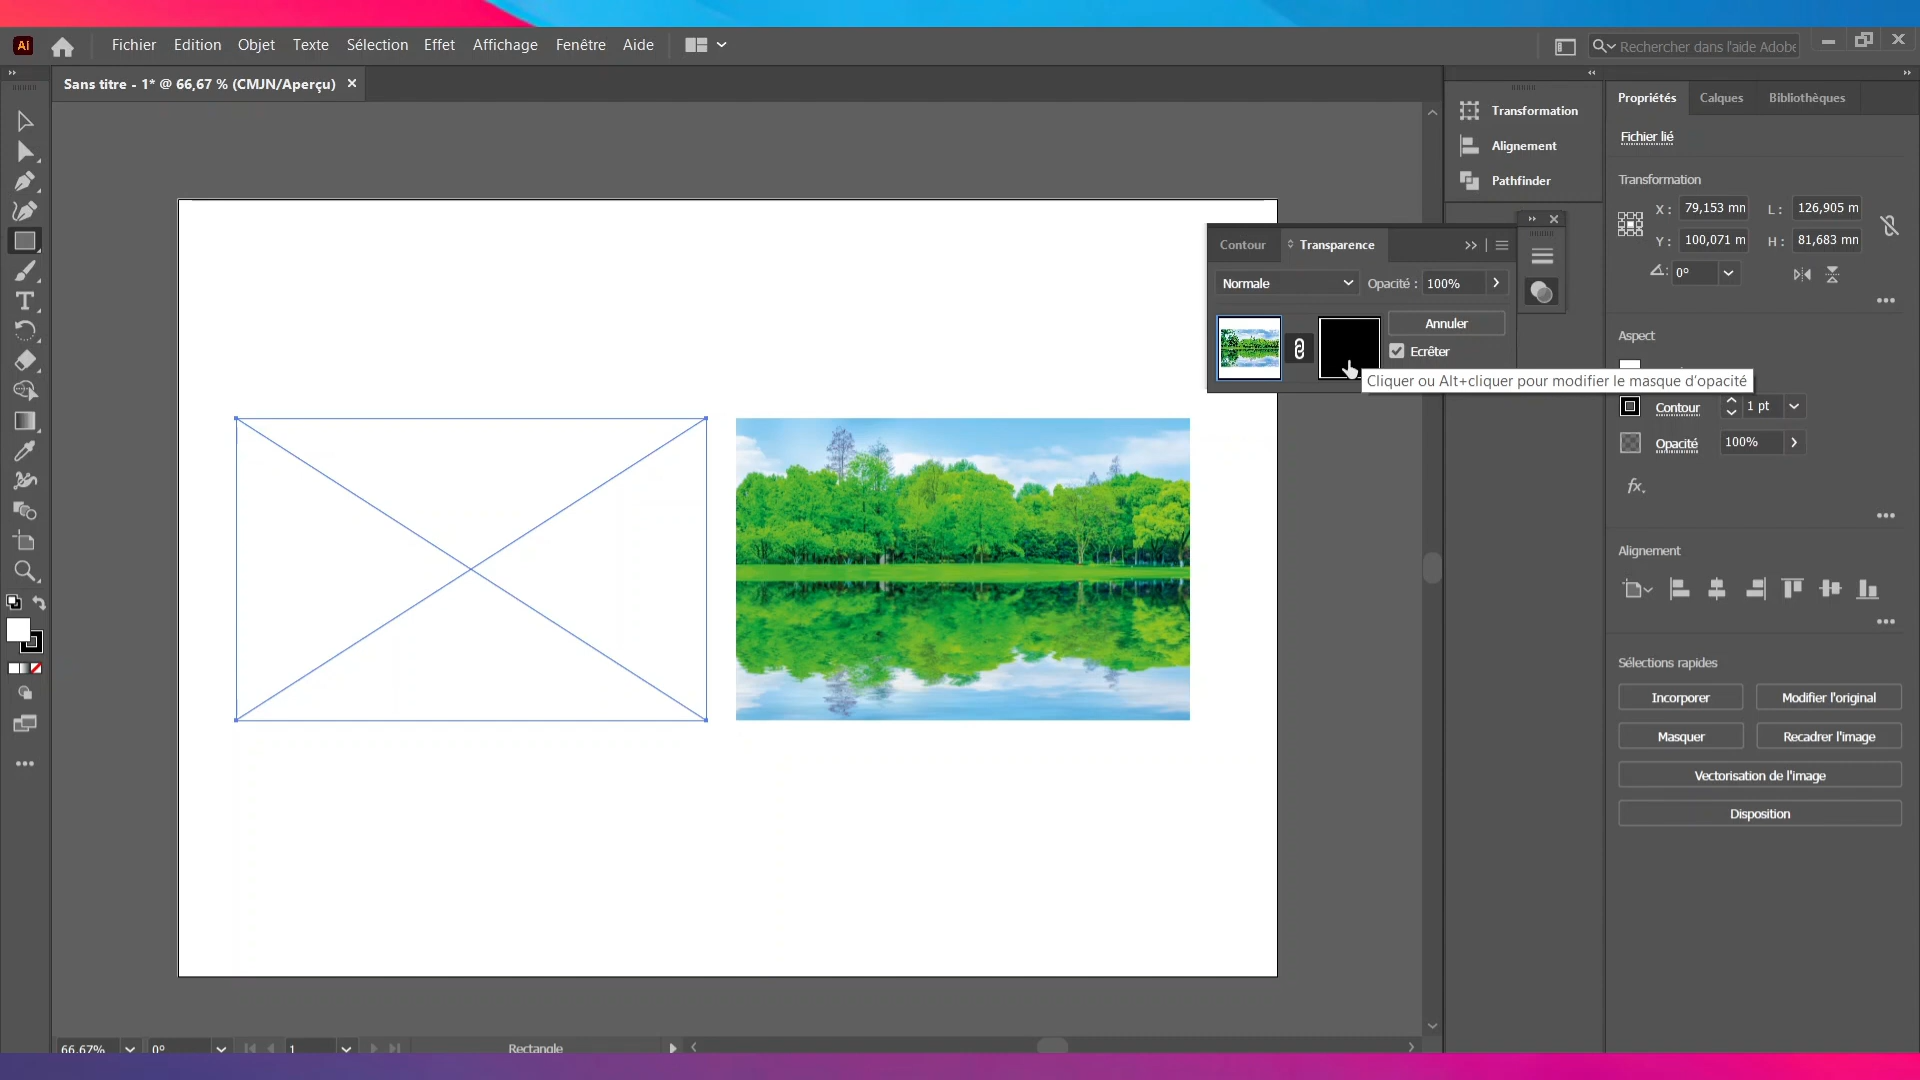 Ai
Fichier Edition Objet Texte Sélection Effet Affichage Fenêtre Aide
Rechercher dans l'aide Adobe
Sans titre - 1* @ 66,67 % (CMJN/Aperçu)
Transformation
Alignement
Pathfinder
Contour Transparence
Normale Opacité : 100%
Annuler
Ecrêter
Cliquer ou Alt+cliquer pour modifier le masque d'opacité
Propriétés Calques Bibliothèques
Fichier lié
Transformation
X : 79,153 mn L : 126,905 m
Y : 100,071 m H : 81,683 mn
0°
Aspect
Contour 1 pt
Opacité 100%
fx.
Alignement
Sélections rapides
Incorporer Modifier l'original
Masquer Recadrer l'image
Vectorisation de l'image
Disposition
66,67% 0° 1 Rectangle